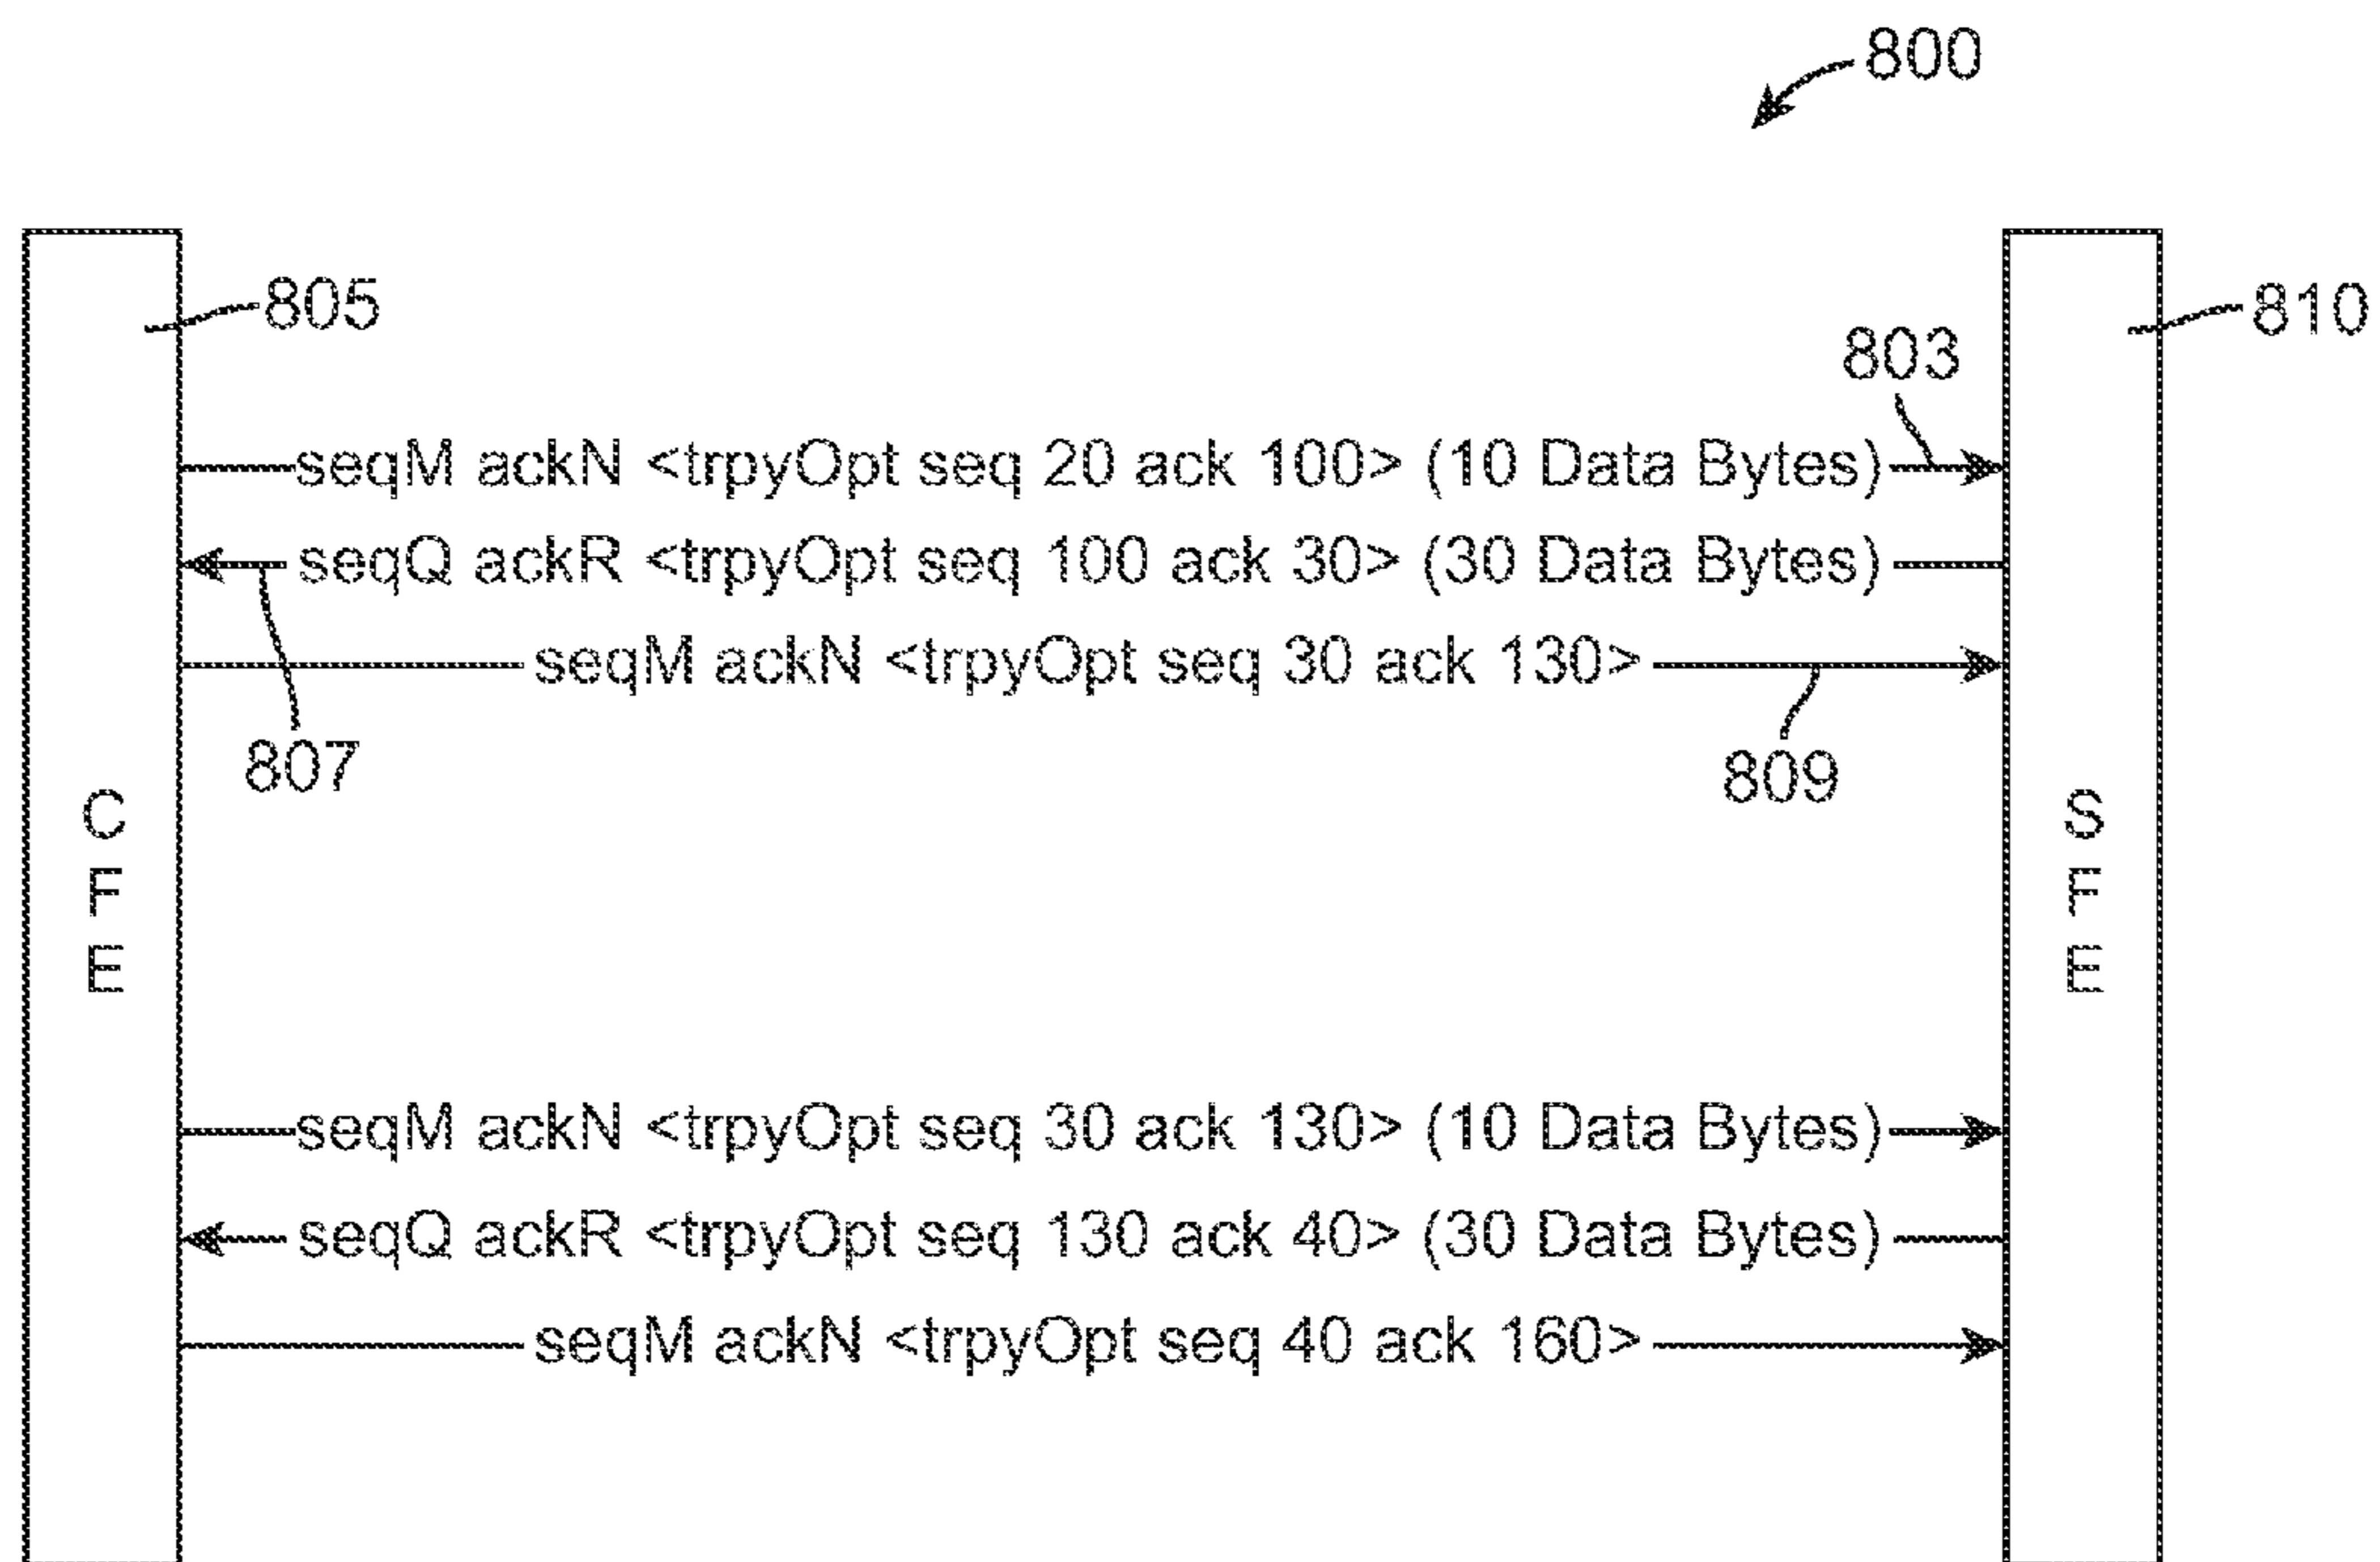 800
805
810
803
seqM ackN <trpyOpt seq 20 ack 100> (10 Data Bytes)
seqQ ackR <trpyOpt seq 100 ack 30> (30 Data Bytes)
seqM ackN <trpyOpt seq 30 ack 130>
807
809
CFE
SFE
seqM ackN <trpyOpt seq 30 ack 130> (10 Data Bytes)
seqQ ackR <trpyOpt seq 130 ack 40> (30 Data Bytes)
seqM ackN <trpyOpt seq 40 ack 160>